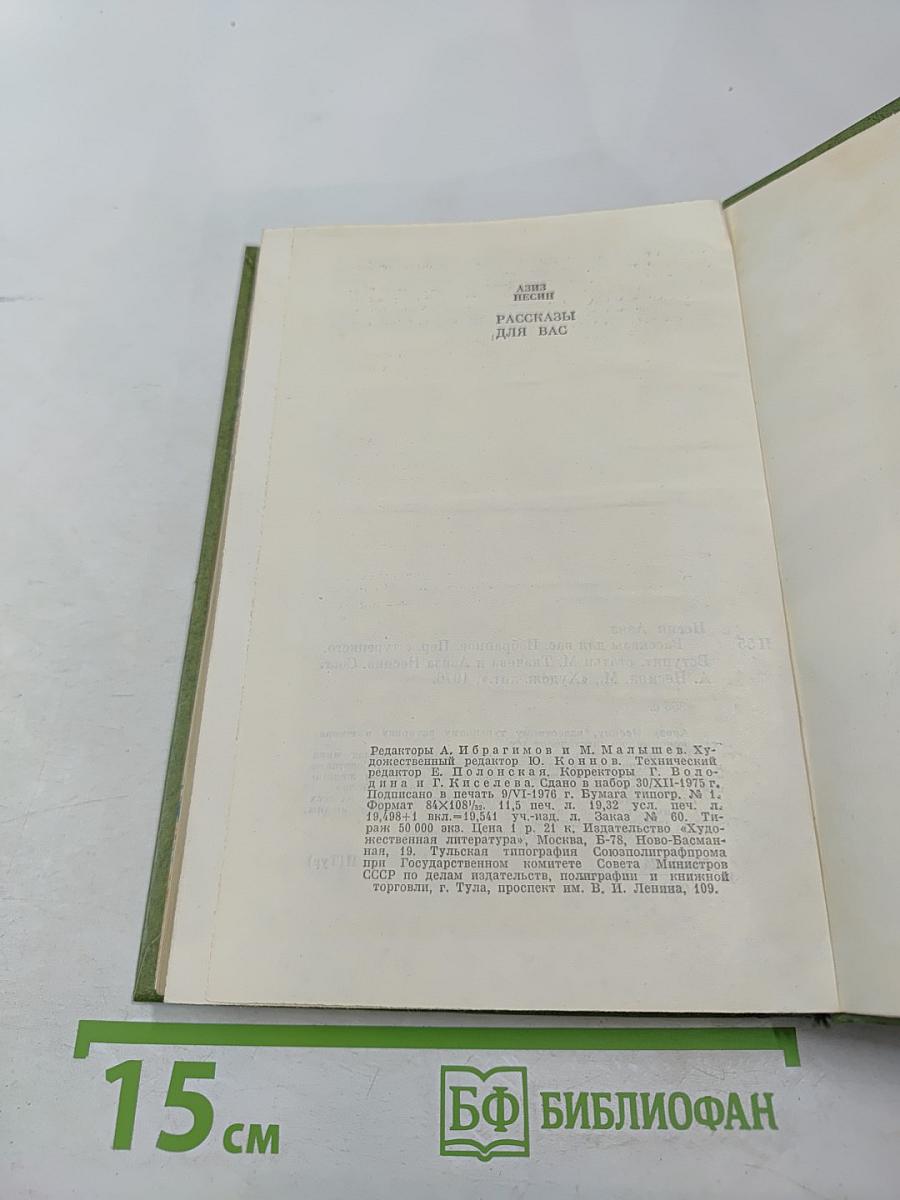 АЗИЗ
НЕСИН
РАССКАЗЫ
ДЛЯ ВАС
Редакторы А. Ибрагимов и М. Малышев. Ху-
дожественный редактор Ю. Коннов. Технический
редактор Е. Полонская. Корректоры Г. Воло-
дина и Г. Киселева. Сдано в набор 30/XII-1975 г.
Подписано в печать 9/VI-1976 г. Бумага типогр. № 1.
Формат 84×108¹/₃₂. 11,5 печ. л. 19,32 усл. печ. л.
19,498+1 вкл.=19,541 уч.-изд. л. Заказ № 60. Ти-
раж 50 000 экз. Цена 1 р. 21 к. Издательство «Худо-
жественная литература», Москва, Б-78, Ново-Басман-
ная, 19. Тульская типография Союзполиграфпрома
при Государственном комитете Совета Министров
СССР по делам издательств, полиграфии и книжной
торговли, г. Тула, проспект им. В. И. Ленина, 109.
15 см
БФ БИБЛИОФАН